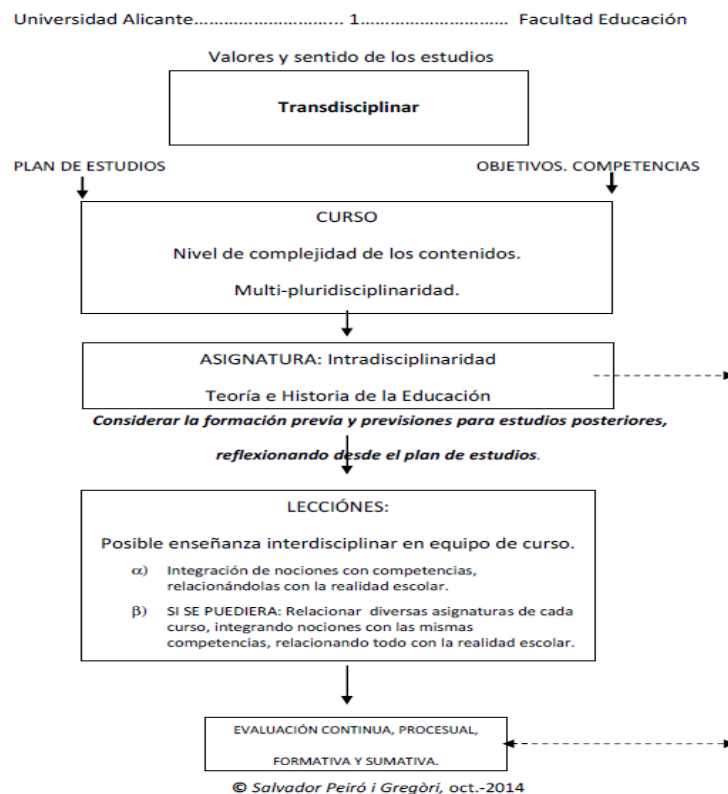 Universidad Alicante............................... 1.............................. Facultad Educación
Valores y sentido de los estudios
Transdisciplinar
PLAN DE ESTUDIOS
OBJETIVOS. COMPETENCIAS
CURSO
Nivel de complejidad de los contenidos.
Multi-pluridisciplinaridad.
ASIGNATURA: Intradisciplinaridad
Teoría e Historia de la Educación
Considerar la formación previa y previsiones para estudios posteriores,
reflexionando desde el plan de estudios.
LECCIÓNES:
Posible enseñanza interdisciplinar en equipo de curso.
α) Integración de nociones con competencias,
relacionándolas con la realidad escolar.
β) SI SE PUEDIERA: Relacionar diversas asignaturas de cada
curso, integrando nociones con las mismas
competencias, relacionando todo con la realidad escolar.
EVALUACIÓN CONTINUA, PROCESUAL,
FORMATIVA Y SUMATIVA.
© Salvador Peiró i Gregòri, oct.-2014